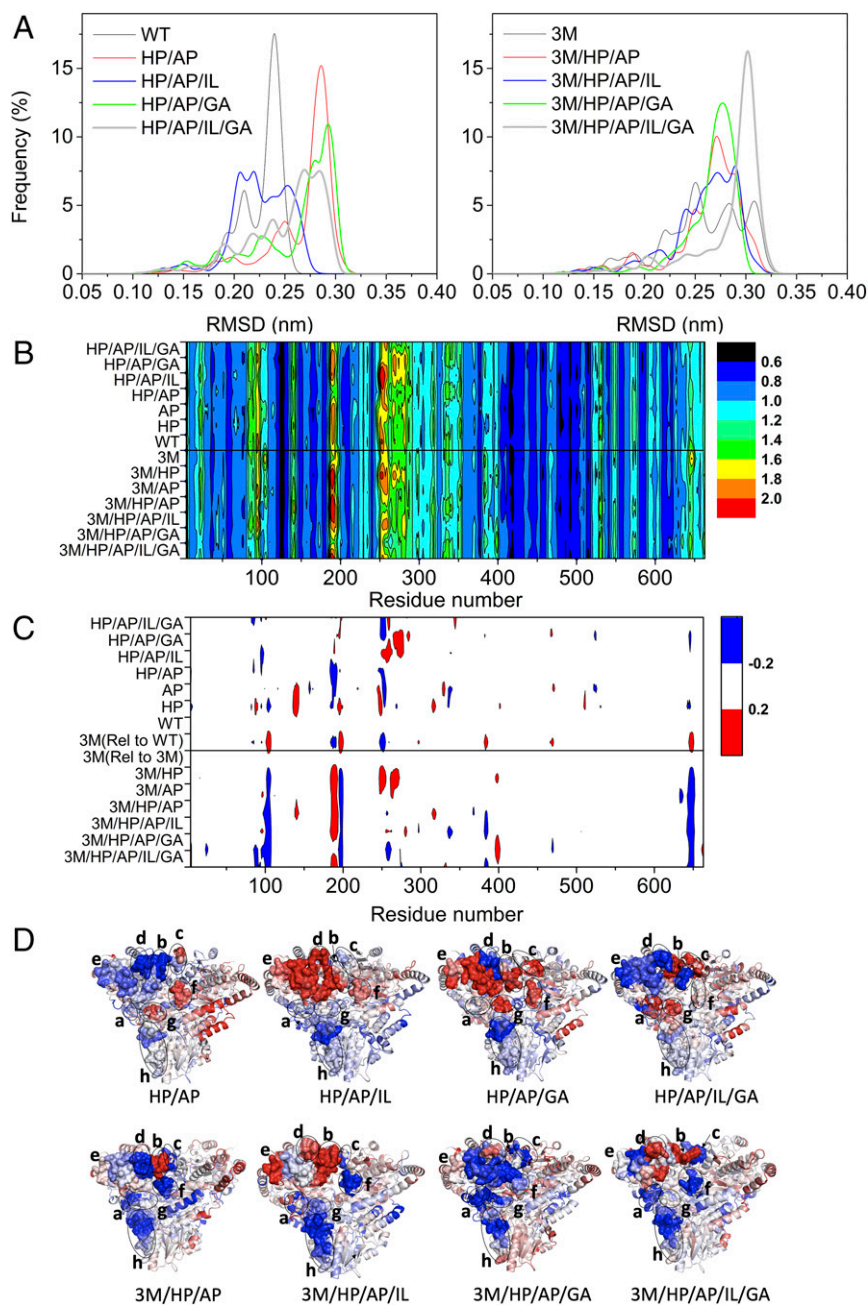 A
Frequency (%)
15
10
5
0
WT
HP/AP
HP/AP/IL
HP/AP/GA
HP/AP/IL/GA
0.05 0.10 0.15 0.20 0.25 0.30 0.35 0.40
RMSD (nm)
15
10
5
0
3M
3M/HP/AP
3M/HP/AP/IL
3M/HP/AP/GA
3M/HP/AP/IL/GA
0.05 0.10 0.15 0.20 0.25 0.30 0.35 0.40
RMSD (nm)
B
HP/AP/IL/GA
HP/AP/GA
HP/AP/IL
HP/AP
AP
HP
WT
3M
3M/HP
3M/AP
3M/HP/AP
3M/HP/AP/IL
3M/HP/AP/GA
3M/HP/AP/IL/GA
100 200 300 400 500 600
Residue number
0.6
0.8
1.0
1.2
1.4
1.6
1.8
2.0
C
HP/AP/IL/GA
HP/AP/GA
HP/AP/IL
HP/AP
AP
HP
WT
3M(Rel to WT)
3M(Rel to 3M)
3M/HP
3M/AP
3M/HP/AP
3M/HP/AP/IL
3M/HP/AP/GA
3M/HP/AP/IL/GA
100 200 300 400 500 600
Residue number
-0.2
0.2
D
e d b c f a g h
HP/AP
e d b c f a g h
HP/AP/IL
e d b c f a g h
HP/AP/GA
e d b c f a g h
HP/AP/IL/GA
e d b c f a g h
3M/HP/AP
e d b c f a g h
3M/HP/AP/IL
e d b c f a g h
3M/HP/AP/GA
e d b c f a g h
3M/HP/AP/IL/GA